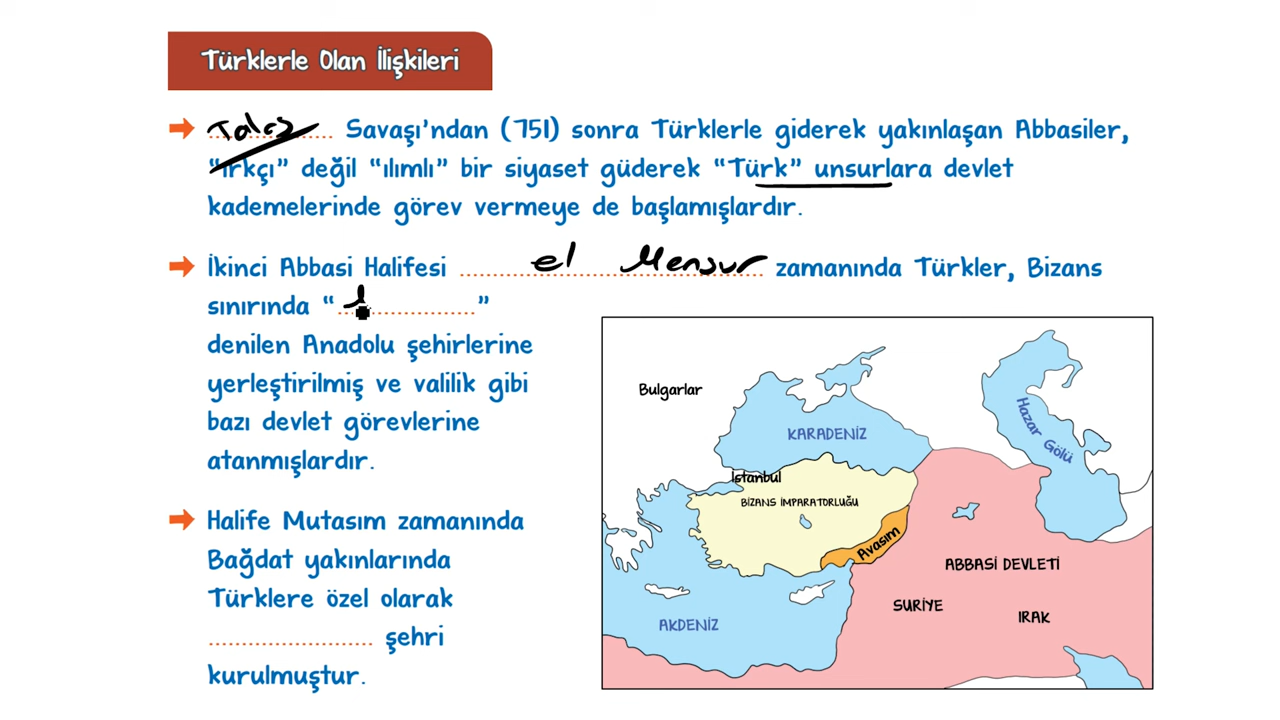 Türklerle Olan İlişkileri
Talas Savaşı'ndan (751) sonra Türklerle giderek yakınlaşan Abbasiler,
"ırkçı" değil "ılımlı" bir siyaset güderek "Türk" unsurlara devlet
kademelerinde görev vermeye de başlamışlardır.
İkinci Abbasi Halifesi el Mensur zamanında Türkler, Bizans
sınırında " "
denilen Anadolu şehirlerine
yerleştirilmiş ve valilik gibi
bazı devlet görevlerine
atanmışlardır.
Halife Mutasım zamanında
Bağdat yakınlarında
Türklere özel olarak
şehri
kurulmuştur.
Bulgarlar
KARADENİZ
Hazar Gölü
İstanbul
BİZANS İMPARATORLUĞU
Avasım
ABBASİ DEVLETİ
SURİYE
IRAK
AKDENİZ